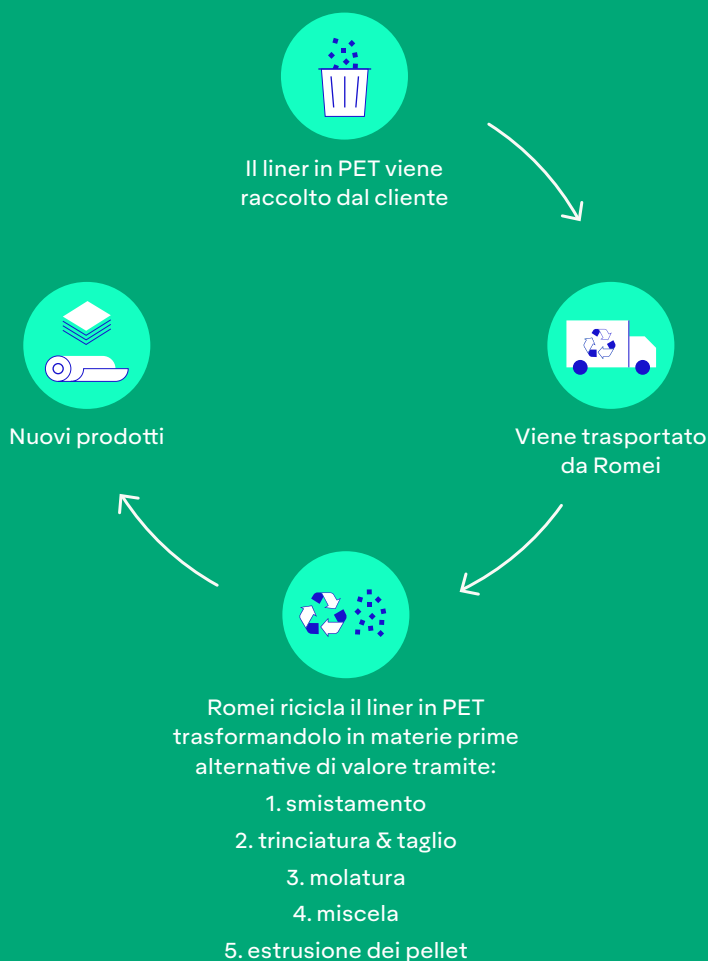 Il liner in PET viene
raccolto dal cliente
Nuovi prodotti
Viene trasportato
da Romei
Romei ricicla il liner in PET
trasformandolo in materie prime
alternative di valore tramite:
1. smistamento
2. trinciatura & taglio
3. molatura
4. miscela
5. estrusione dei pellet